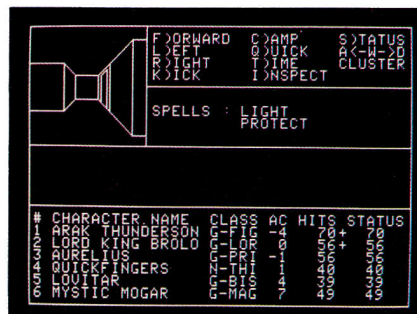 F)ORWARD C)AMP S)TATUS
L)EFT Q)UICK A<-W->D
R)IGHT T)IME CLUSTER
K)ICK I)NSPECT
SPELLS : LIGHT
PROTECT
# CHARACTER NAME CLASS AC HITS STATUS
1 ARAK THUNDERSON G-FIG -4 70+ 70
2 LORD KING BROLO G-LOR 0 56+ 56
3 AURELIUS G-PRI -1 56 56
4 QUICKFINGERS N-THI 1 40 40
5 LOVITAR G-BIS 4 39 39
6 MYSTIC MOGAR G-MAG 7 49 49